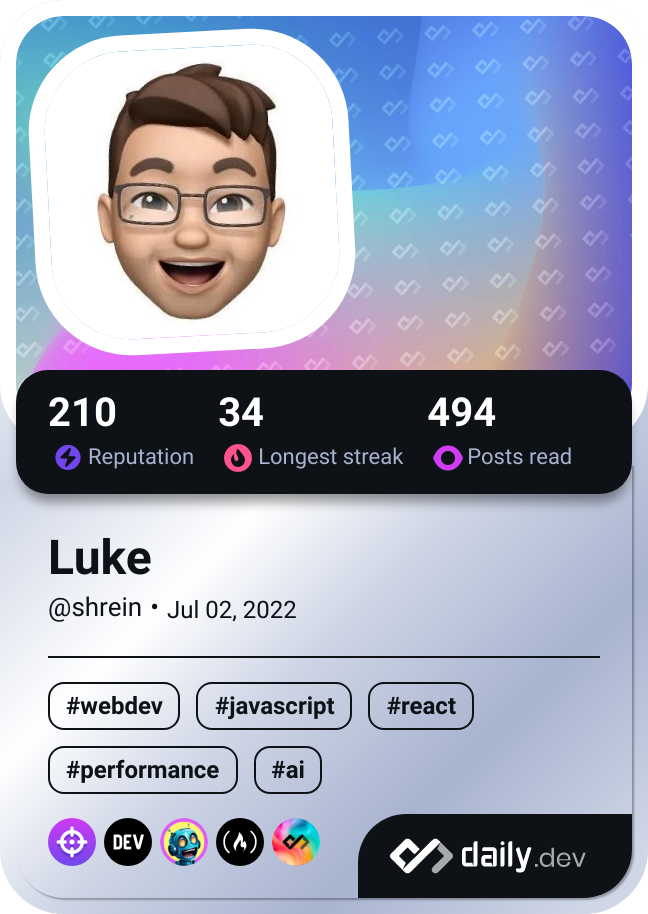 210 34 494
Reputation Longest streak Posts read
Luke
@shrein • Jul 02, 2022
#webdev #javascript #react
#performance #ai
DEV
daily.dev